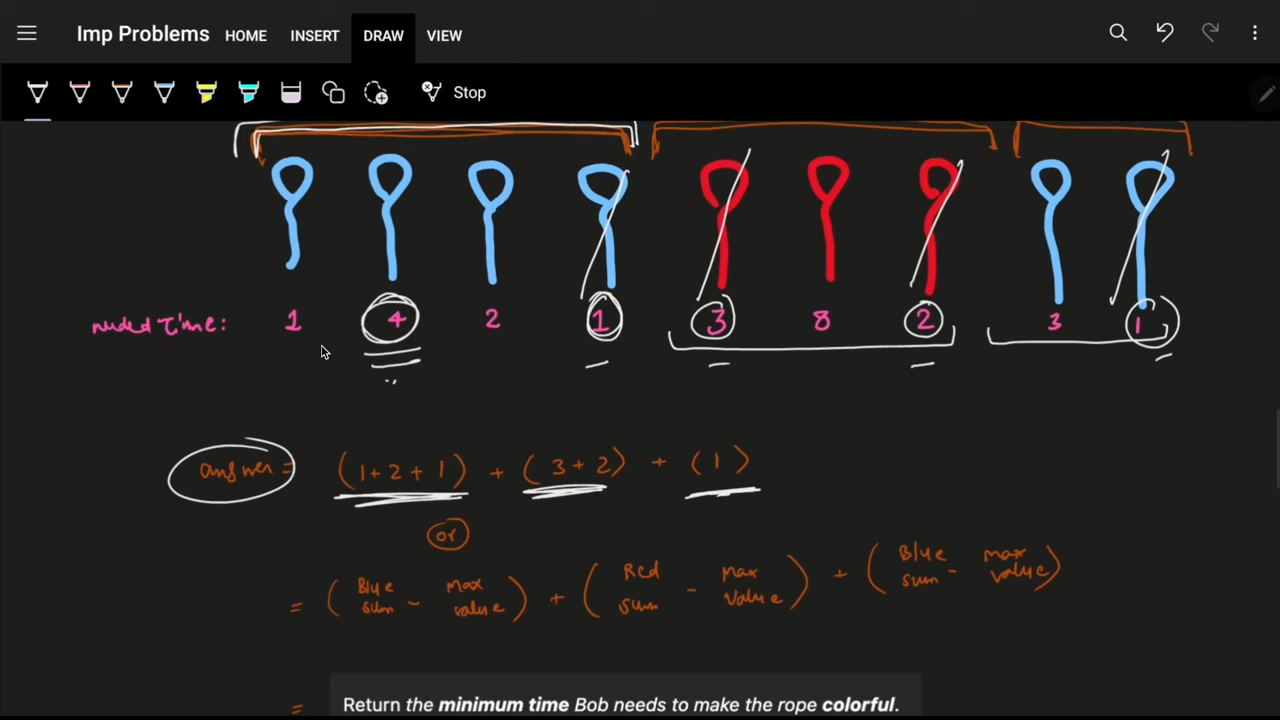 Imp Problems HOME INSERT DRAW VIEW
Stop
needed Time: 1 4 2 1 3 8 2 3 1
answer = (1+2+1) + (3+2) + (1)
or
= (Blue sum - max value) + (Red sum - max value) + (Blue sum - max value)
= Return the minimum time Bob needs to make the rope colorful.